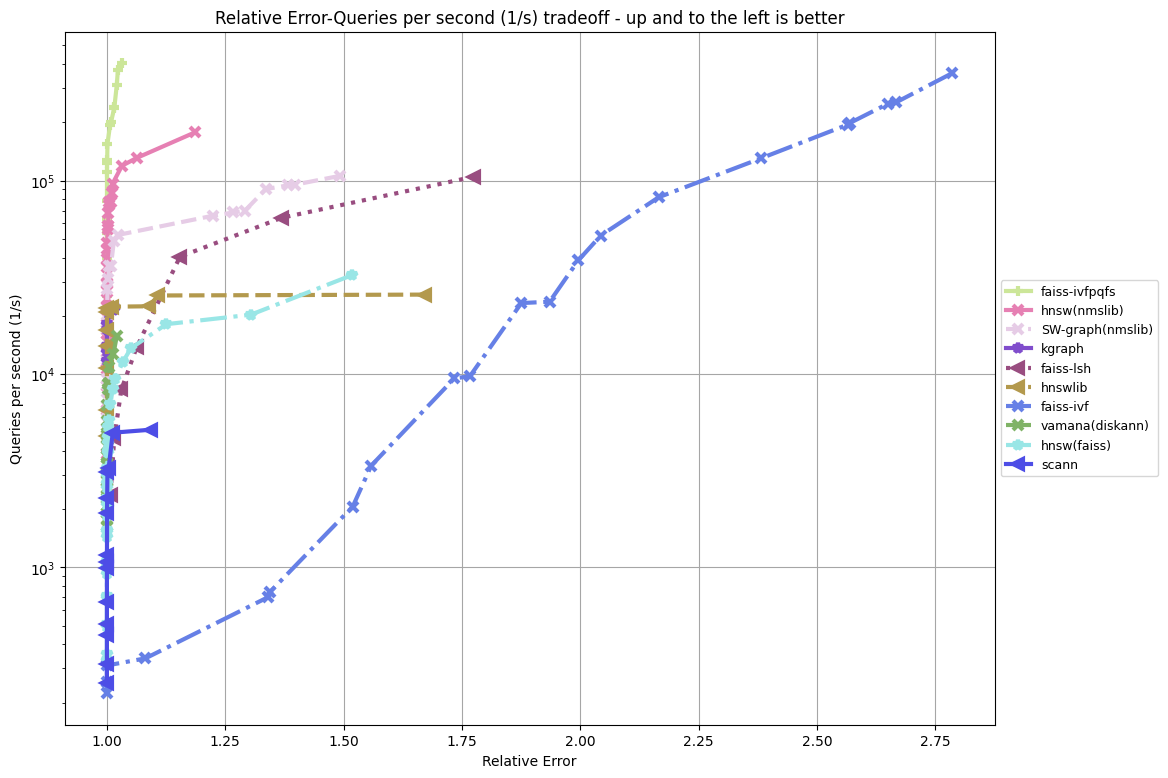 Relative Error-Queries per second (1/s) tradeoff - up and to the left is better
Queries per second (1/s)
10^5
10^4
10^3
1.00 1.25 1.50 1.75 2.00 2.25 2.50 2.75
Relative Error
faiss-ivfpqfs
hnsw(nmslib)
SW-graph(nmslib)
kgraph
faiss-lsh
hnswlib
faiss-ivf
vamana(diskann)
hnsw(faiss)
scann